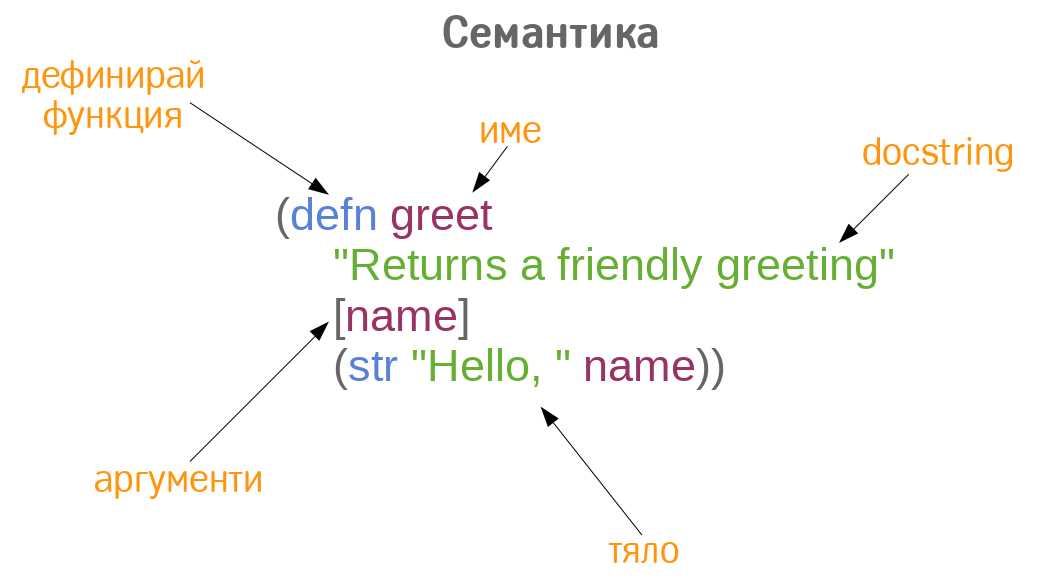 Семантика
дефинирай
функция
име
docstring
(defn greet
"Returns a friendly greeting"
[name]
(str "Hello, " name))
аргументи
тяло